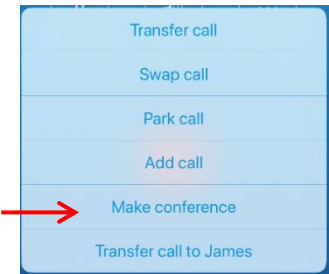 Transfer call
Swap call
Park call
Add call
Make conference
Transfer call to James